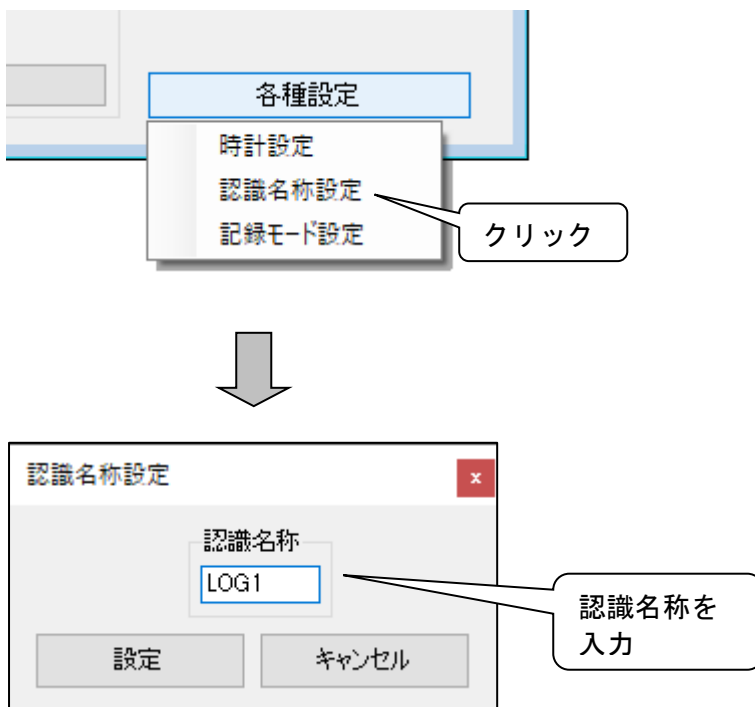 各種設定
時計設定
認識名称設定
記録モード設定
クリック
認識名称設定
x
認識名称
LOG1
認識名称を
入力
設定
キャンセル